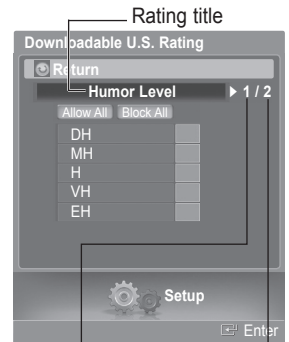 Rating title
Downloadable U.S. Rating
Return
Humor Level 1 / 2
Allow All Block All
DH
MH
H
VH
EH
Setup
Enter